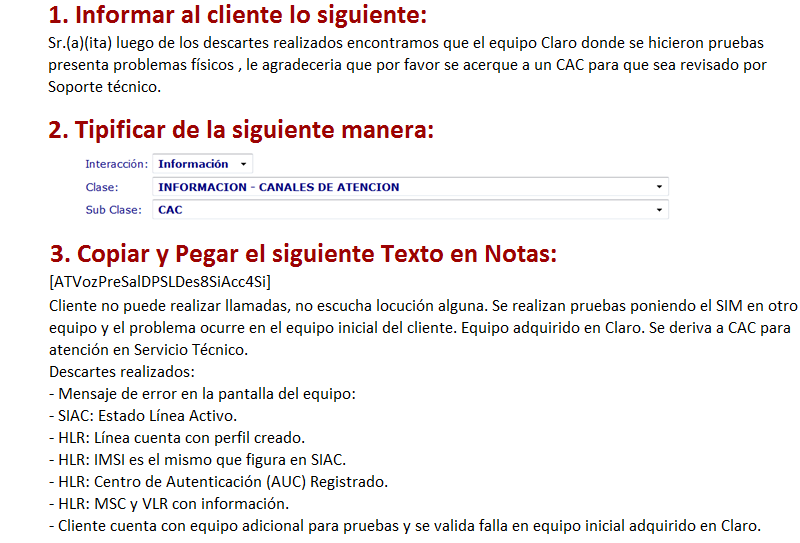 1. Informar al cliente lo siguiente:
Sr.(a)(ita) luego de los descartes realizados encontramos que el equipo Claro donde se hicieron pruebas
presenta problemas físicos , le agradeceria que por favor se acerque a un CAC para que sea revisado por
Soporte técnico.
2. Tipificar de la siguiente manera:
Interacción: Información
Clase: INFORMACION - CANALES DE ATENCION
Sub Clase: CAC
3. Copiar y Pegar el siguiente Texto en Notas:
[ATVozPreSalDPSLDes8SiAcc4Si]
Cliente no puede realizar llamadas, no escucha locución alguna. Se realizan pruebas poniendo el SIM en otro
equipo y el problema ocurre en el equipo inicial del cliente. Equipo adquirido en Claro. Se deriva a CAC para
atención en Servicio Técnico.
Descartes realizados:
- Mensaje de error en la pantalla del equipo:
- SIAC: Estado Línea Activo.
- HLR: Línea cuenta con perfil creado.
- HLR: IMSI es el mismo que figura en SIAC.
- HLR: Centro de Autenticación (AUC) Registrado.
- HLR: MSC y VLR con información.
- Cliente cuenta con equipo adicional para pruebas y se valida falla en equipo inicial adquirido en Claro.